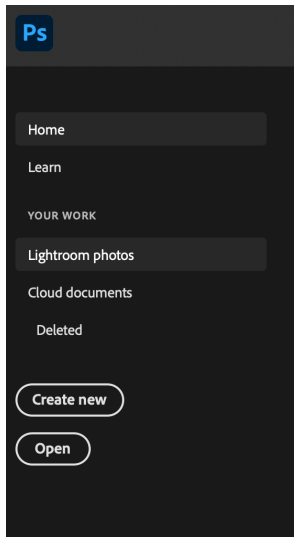 Ps
Home
Learn
YOUR WORK
Lightroom photos
Cloud documents
Deleted
Create new
Open